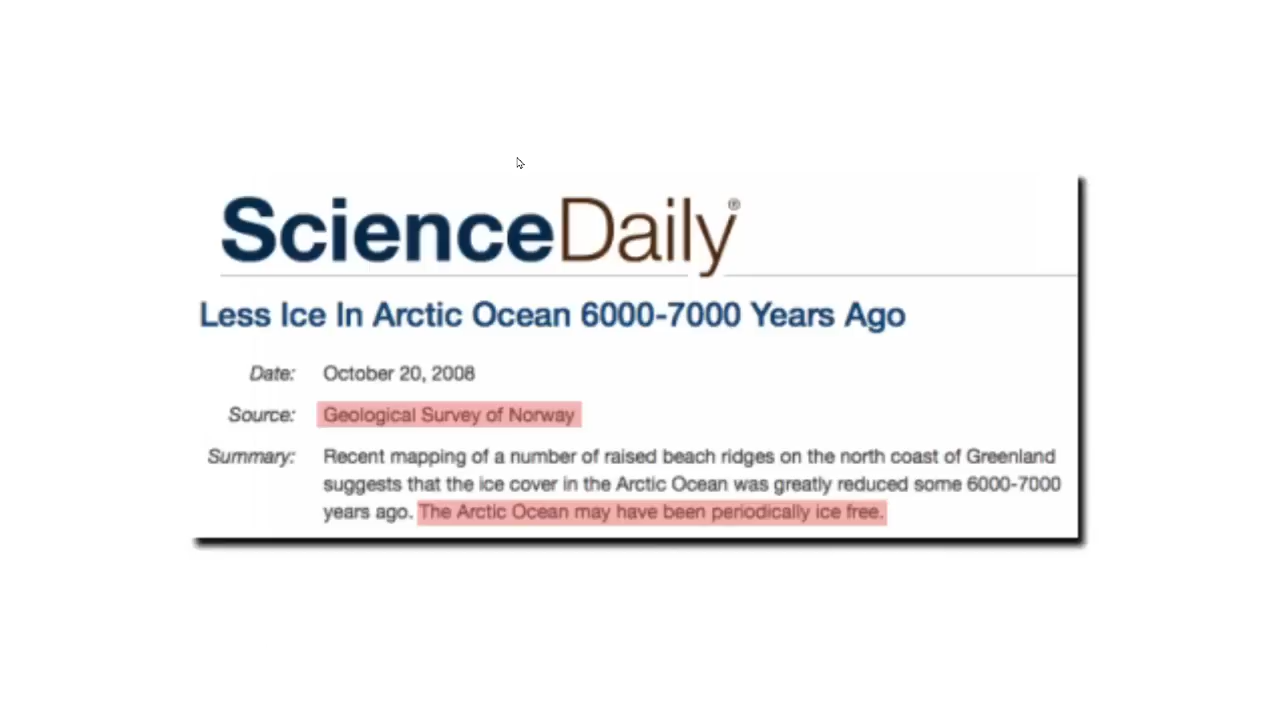 ScienceDaily®
Less Ice In Arctic Ocean 6000-7000 Years Ago
Date: October 20, 2008
Source: Geological Survey of Norway
Summary: Recent mapping of a number of raised beach ridges on the north coast of Greenland
suggests that the ice cover in the Arctic Ocean was greatly reduced some 6000-7000
years ago. The Arctic Ocean may have been periodically ice free.